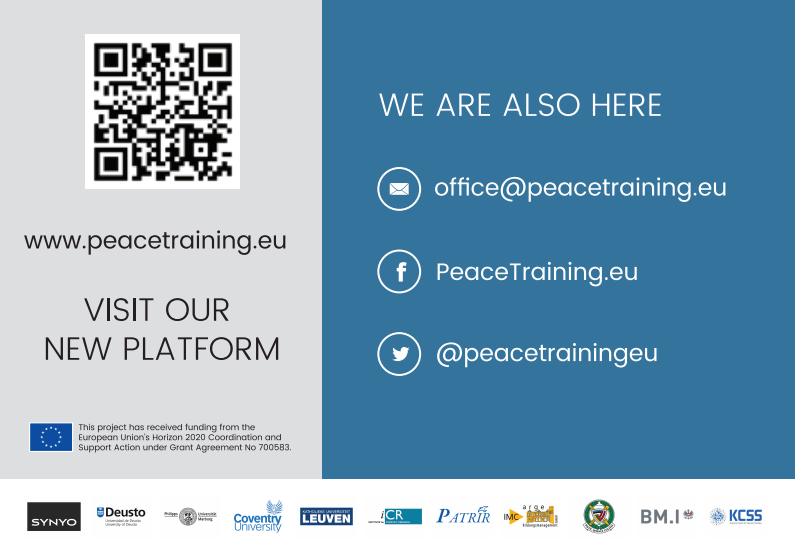 www.peacetraining.eu
VISIT OUR
NEW PLATFORM
This project has received funding from the
European Union's Horizon 2020 Coordination and
Support Action under Grant Agreement No 700583.
WE ARE ALSO HERE
office@peacetraining.eu
PeaceTraining.eu
@peacetrainingeu
SYNYO
Deusto
Universidad de Deusto
University of Deusto
Philipps
Universität
Marburg
Coventry
University
KATHOLIEKE UNIVERSITEIT
LEUVEN
iCR
PATRIR
IMC
arge
Bildungsmanagement
BM.I
KCSS